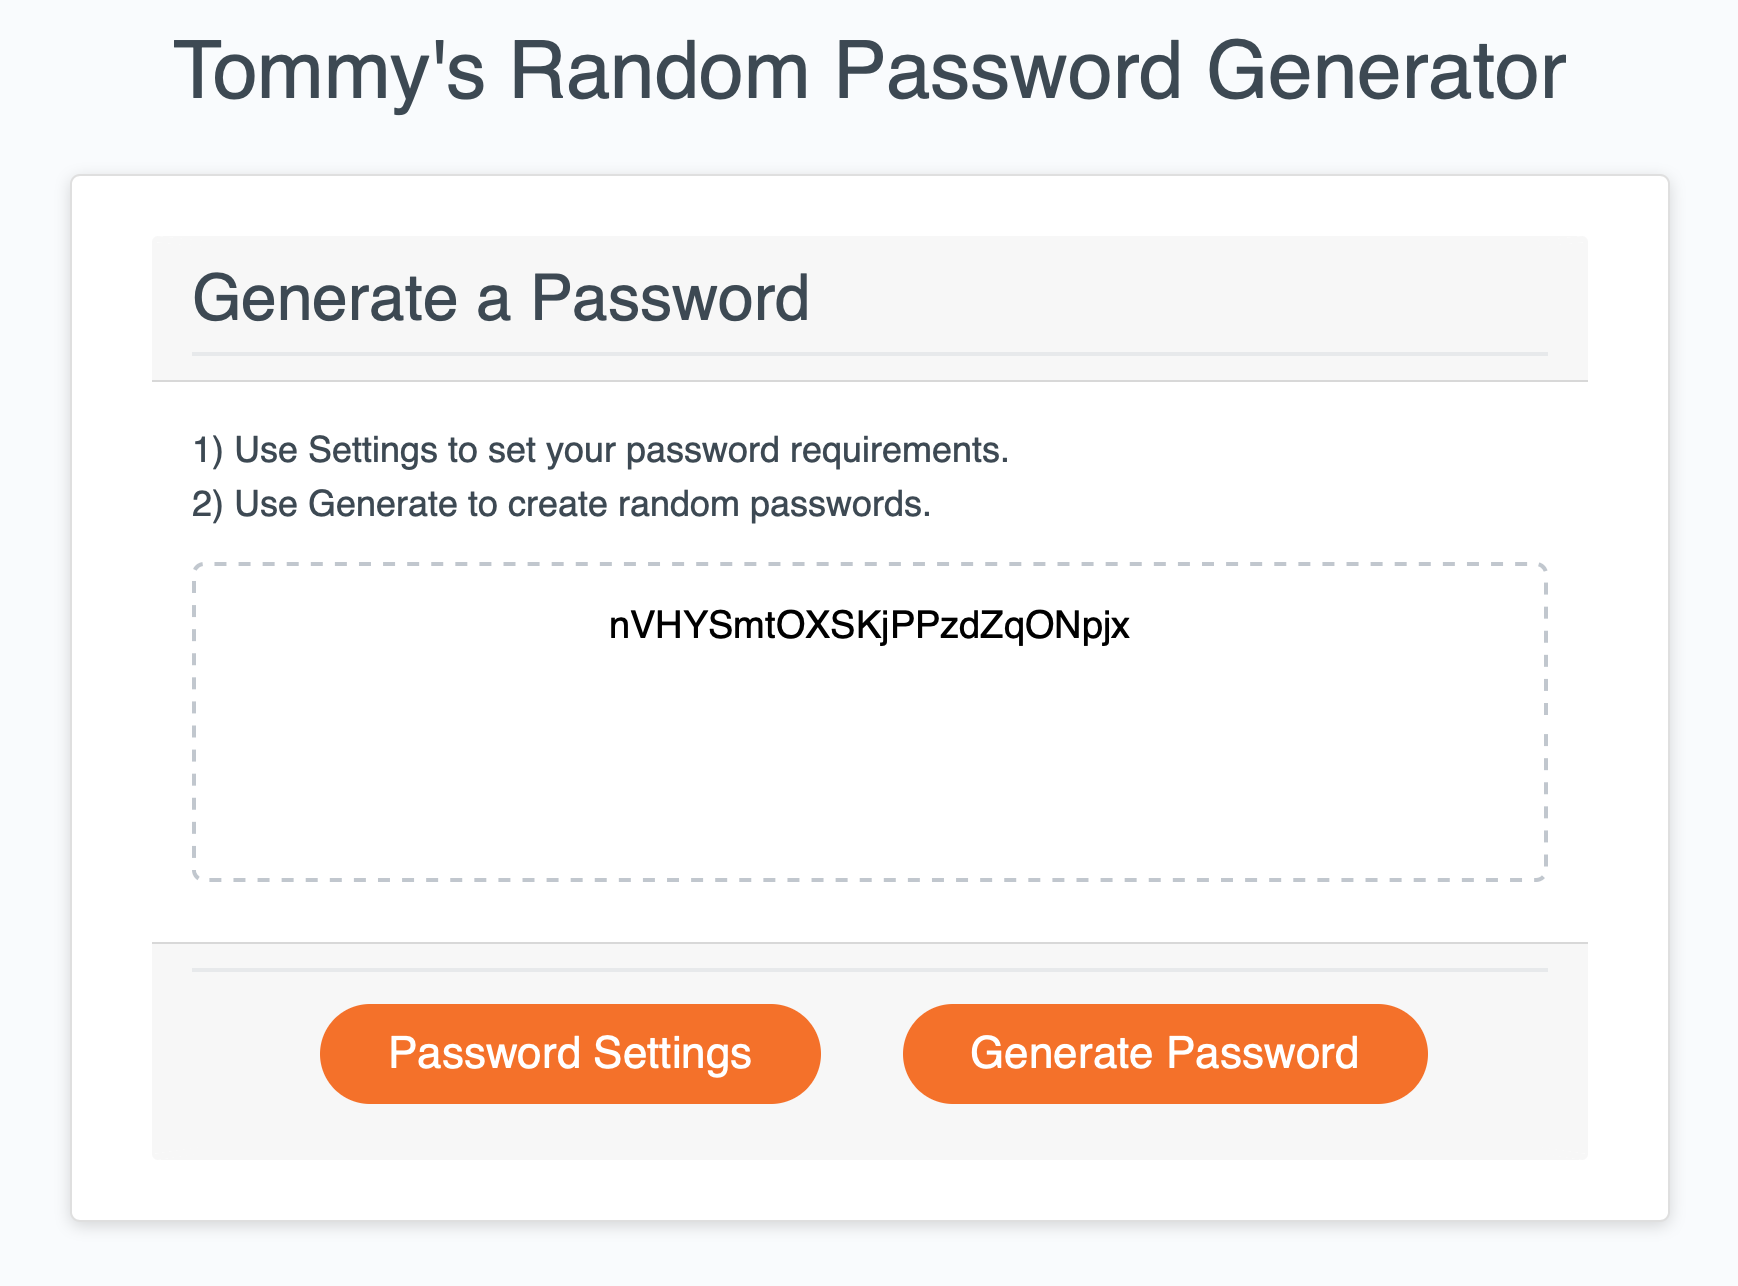 Tommy's Random Password Generator
Generate a Password
1) Use Settings to set your password requirements.
2) Use Generate to create random passwords.
nVHYSmtOXSKjPPzdZqONpjx
Password Settings
Generate Password